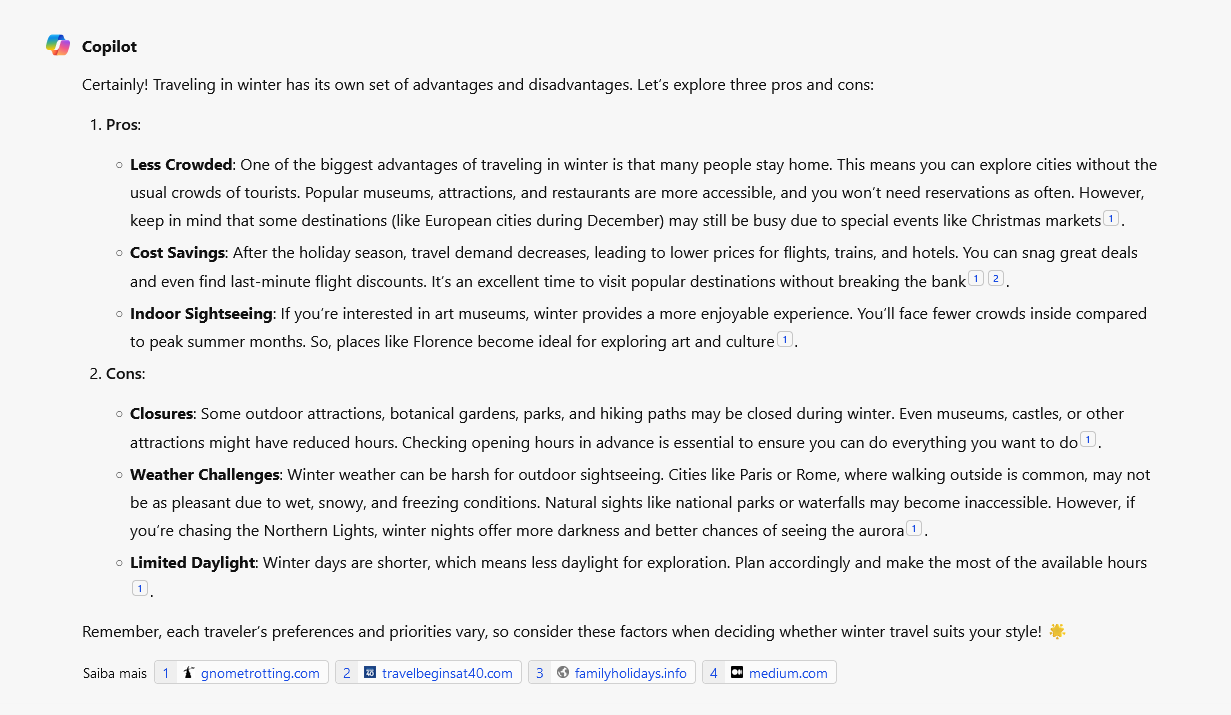 Copilot
Certainly! Traveling in winter has its own set of advantages and disadvantages. Let’s explore three pros and cons:
1. Pros:
○ Less Crowded: One of the biggest advantages of traveling in winter is that many people stay home. This means you can explore cities without the
usual crowds of tourists. Popular museums, attractions, and restaurants are more accessible, and you won’t need reservations as often. However,
keep in mind that some destinations (like European cities during December) may still be busy due to special events like Christmas markets 1 .
○ Cost Savings: After the holiday season, travel demand decreases, leading to lower prices for flights, trains, and hotels. You can snag great deals
and even find last-minute flight discounts. It’s an excellent time to visit popular destinations without breaking the bank 1 2 .
○ Indoor Sightseeing: If you’re interested in art museums, winter provides a more enjoyable experience. You’ll face fewer crowds inside compared
to peak summer months. So, places like Florence become ideal for exploring art and culture 1 .
2. Cons:
○ Closures: Some outdoor attractions, botanical gardens, parks, and hiking paths may be closed during winter. Even museums, castles, or other
attractions might have reduced hours. Checking opening hours in advance is essential to ensure you can do everything you want to do 1 .
○ Weather Challenges: Winter weather can be harsh for outdoor sightseeing. Cities like Paris or Rome, where walking outside is common, may not
be as pleasant due to wet, snowy, and freezing conditions. Natural sights like national parks or waterfalls may become inaccessible. However, if
you’re chasing the Northern Lights, winter nights offer more darkness and better chances of seeing the aurora 1 .
○ Limited Daylight: Winter days are shorter, which means less daylight for exploration. Plan accordingly and make the most of the available hours
1 .
Remember, each traveler’s preferences and priorities vary, so consider these factors when deciding whether winter travel suits your style! 🌟
Saiba mais 1 gnometrotting.com 2 travelbeginsat40.com 3 familyholidays.info 4 medium.com